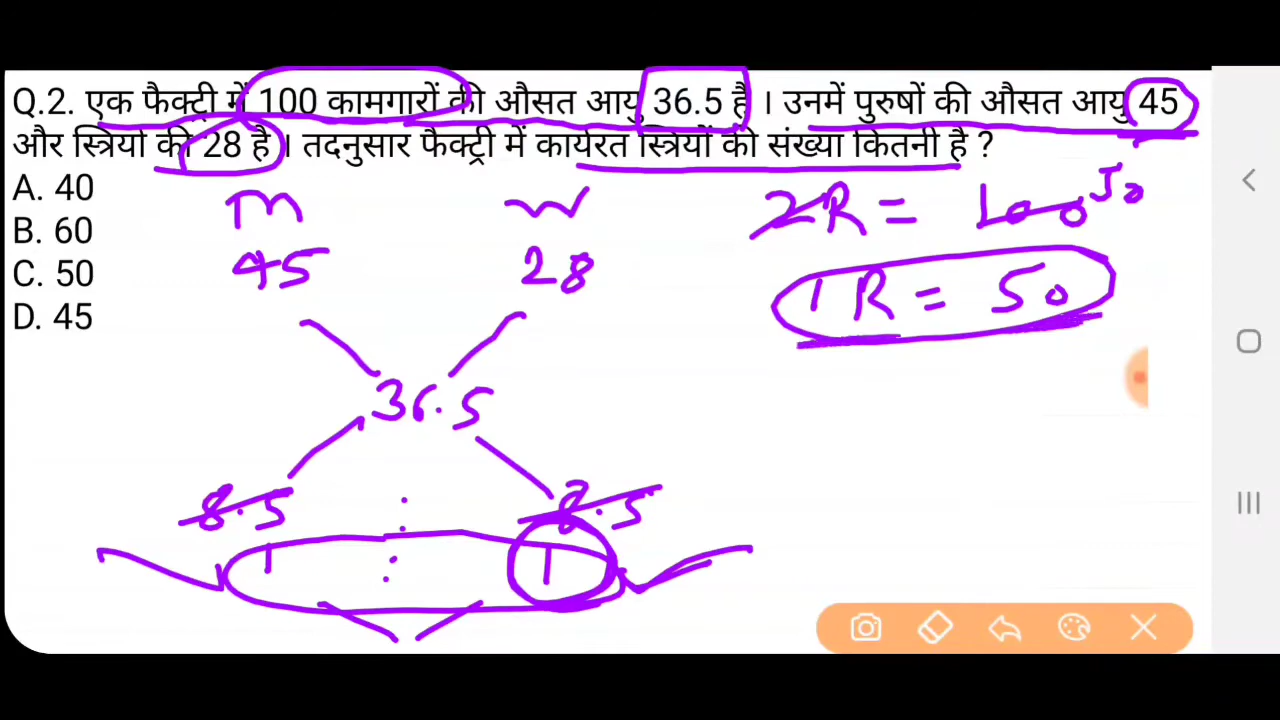 Q.2. एक फैक्ट्री में 100 कामगारों की औसत आयु 36.5 है । उनमें पुरुषों की औसत आयु 45
और स्त्रियों की 28 है । तदनुसार फैक्ट्री में कार्यरत स्त्रियों की संख्या कितनी है ?
A. 40
B. 60
C. 50
D. 45
m w
45 28
36.5
8.5 : 8.5
1 : 1
2R = 100 50
1R = 50